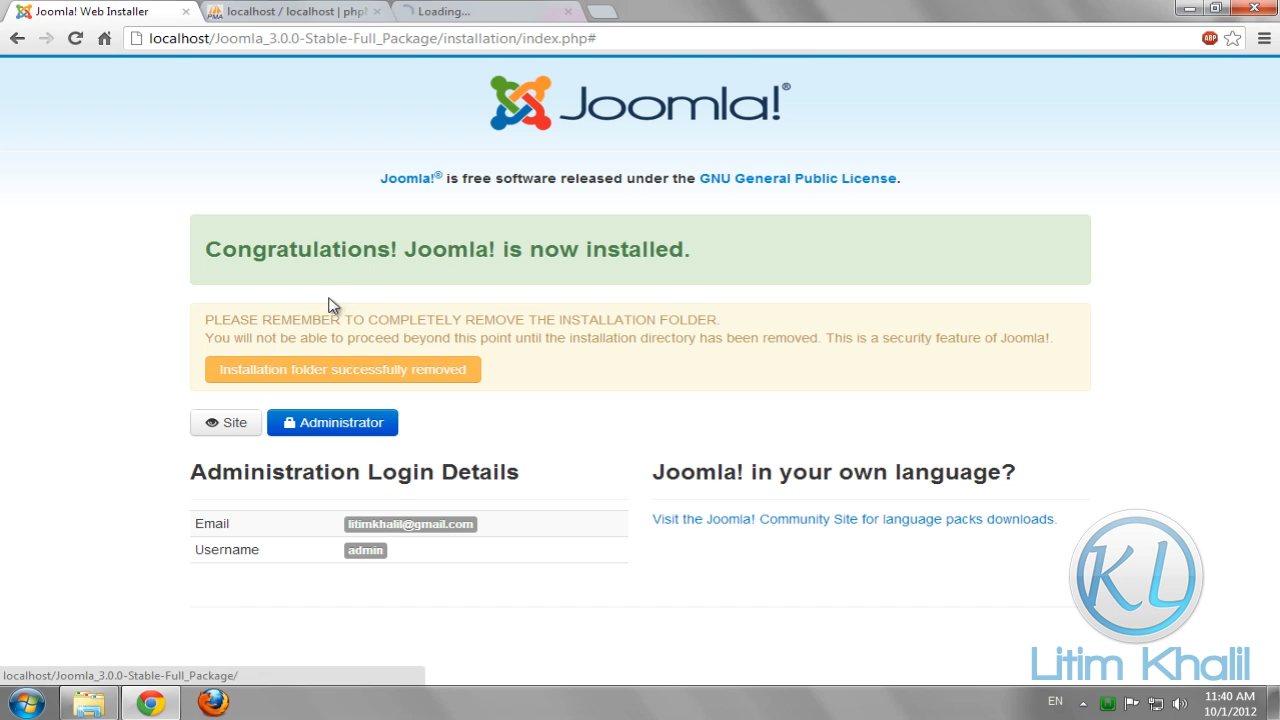 Joomla! Web Installer
localhost / localhost | phpM
Loading...
localhost/Joomla_3.0.0-Stable-Full_Package/installation/index.php#
ABP
Joomla!®
Joomla!® is free software released under the GNU General Public License.
Congratulations! Joomla! is now installed.
PLEASE REMEMBER TO COMPLETELY REMOVE THE INSTALLATION FOLDER.
You will not be able to proceed beyond this point until the installation directory has been removed. This is a security feature of Joomla!.
Installation folder successfully removed
Site
Administrator
Administration Login Details
Joomla! in your own language?
Email litimkhalil@gmail.com
Visit the Joomla! Community Site for language packs downloads.
Username admin
KL
Litim Khalil
localhost/Joomla_3.0.0-Stable-Full_Package/
EN
11:40 AM
10/1/2012